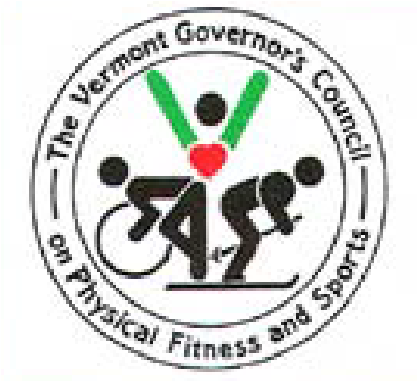 The Vermont Governor's Council
on Physical Fitness and Sports